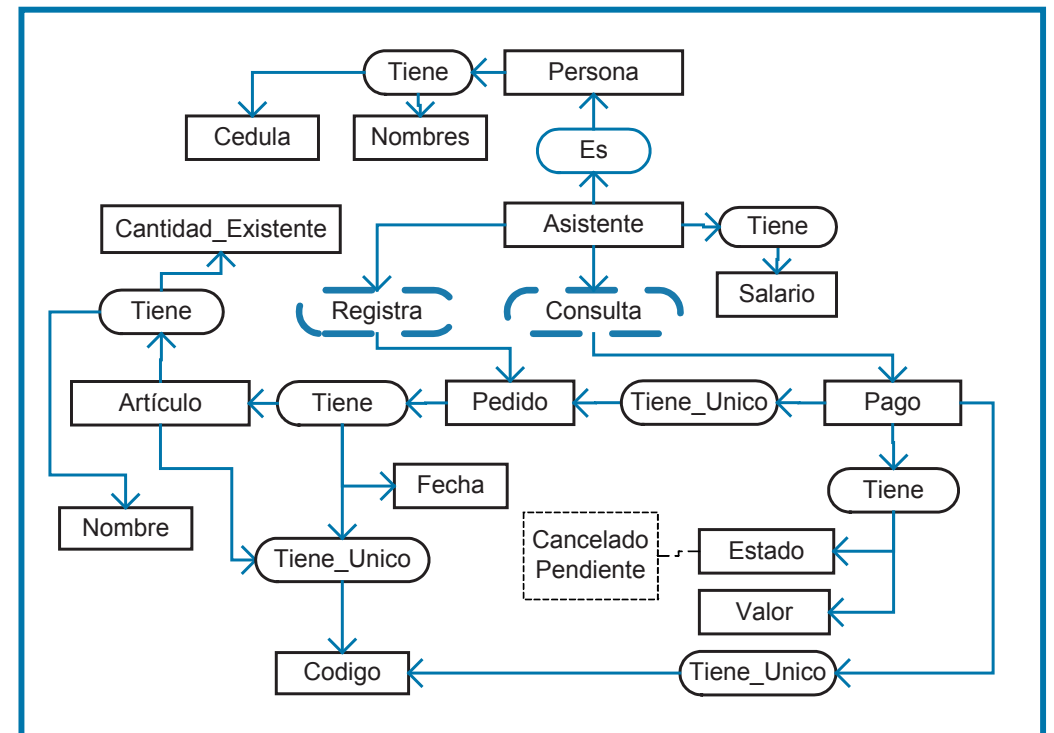 Tiene
Persona
Cedula
Nombres
Es
Cantidad_Existente
Asistente
Tiene
Tiene
Registra
Consulta
Salario
Artículo
Tiene
Pedido
Tiene_Unico
Pago
Fecha
Tiene
Nombre
Tiene_Unico
Cancelado
Pendiente
Estado
Valor
Codigo
Tiene_Unico